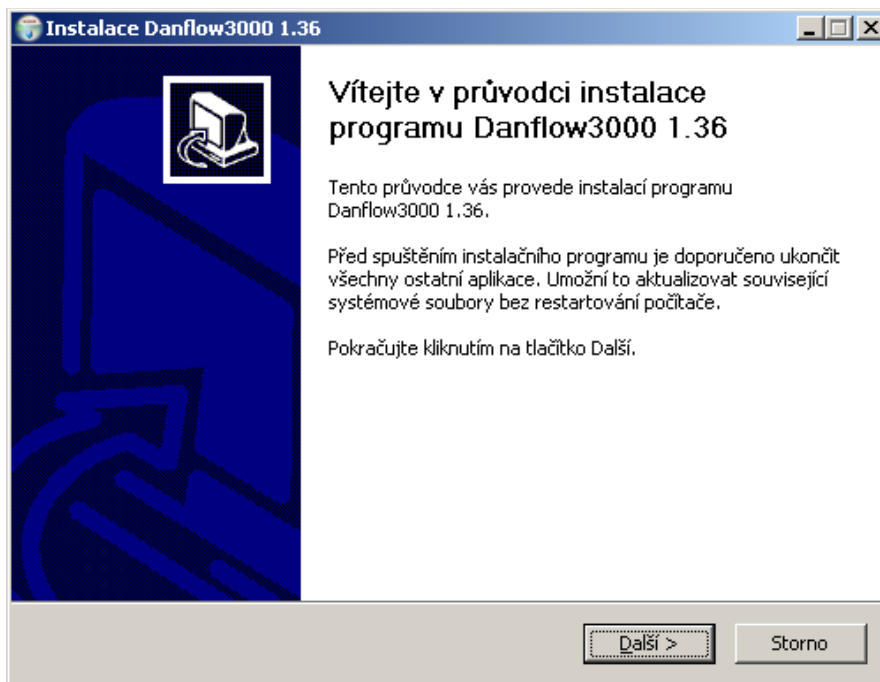 Instalace Danflow3000 1.36
Vítejte v průvodci instalace
programu Danflow3000 1.36
Tento průvodce vás provede instalací programu
Danflow3000 1.36.
Před spuštěním instalačního programu je doporučeno ukončit
všechny ostatní aplikace. Umožní to aktualizovat související
systémové soubory bez restartování počítače.
Pokračujte kliknutím na tlačítko Další.
Další >
Storno